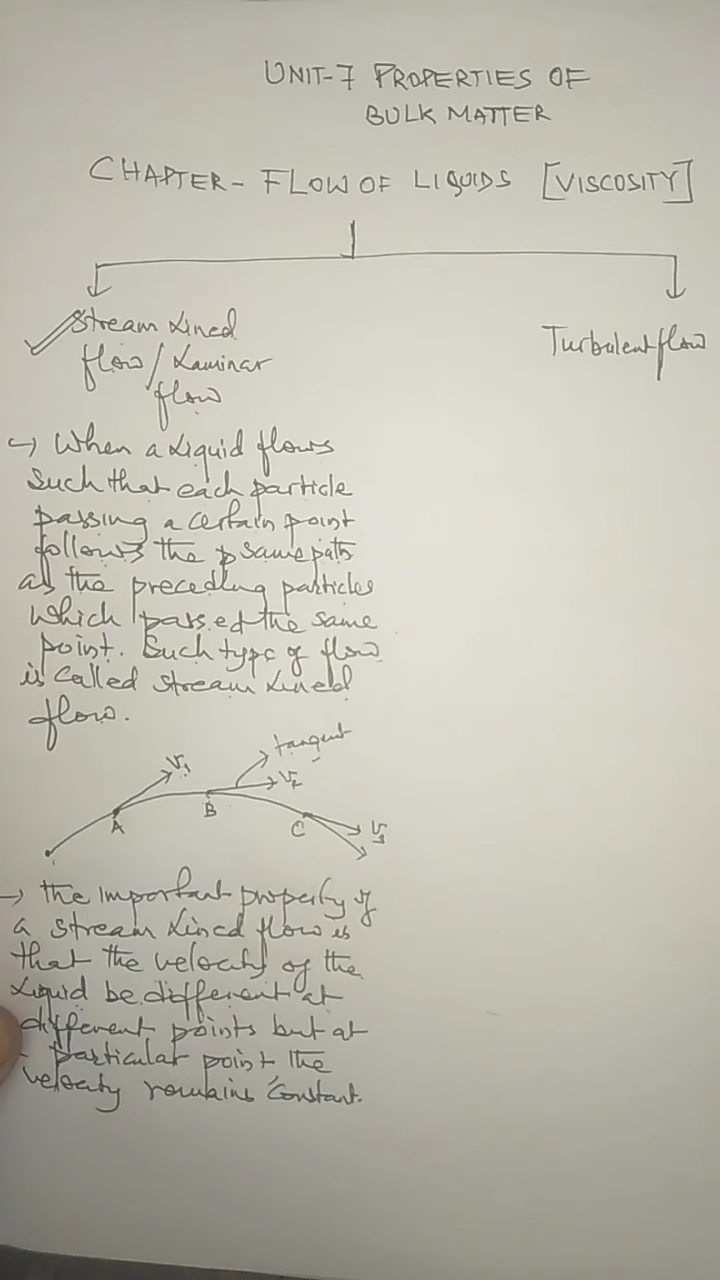 UNIT-7 PROPERTIES OF
BULK MATTER
CHAPTER - FLOW OF LIQUIDS [VISCOSITY]
Stream Lined
flow / Laminar
flow
Turbulent flow
→ When a Liquid flows
such that each particle
passing a certain point
follows the same path
as the preceding particles
which passed the same
point. Such type of flow
is called stream Lined
flow.
tangent
V₁
V₂
A
B
C
V₃
→ the important property of
a stream Lined flow is
that the velocity of the
Liquid be different at
different points but at
particular point the
velocity remains constant.